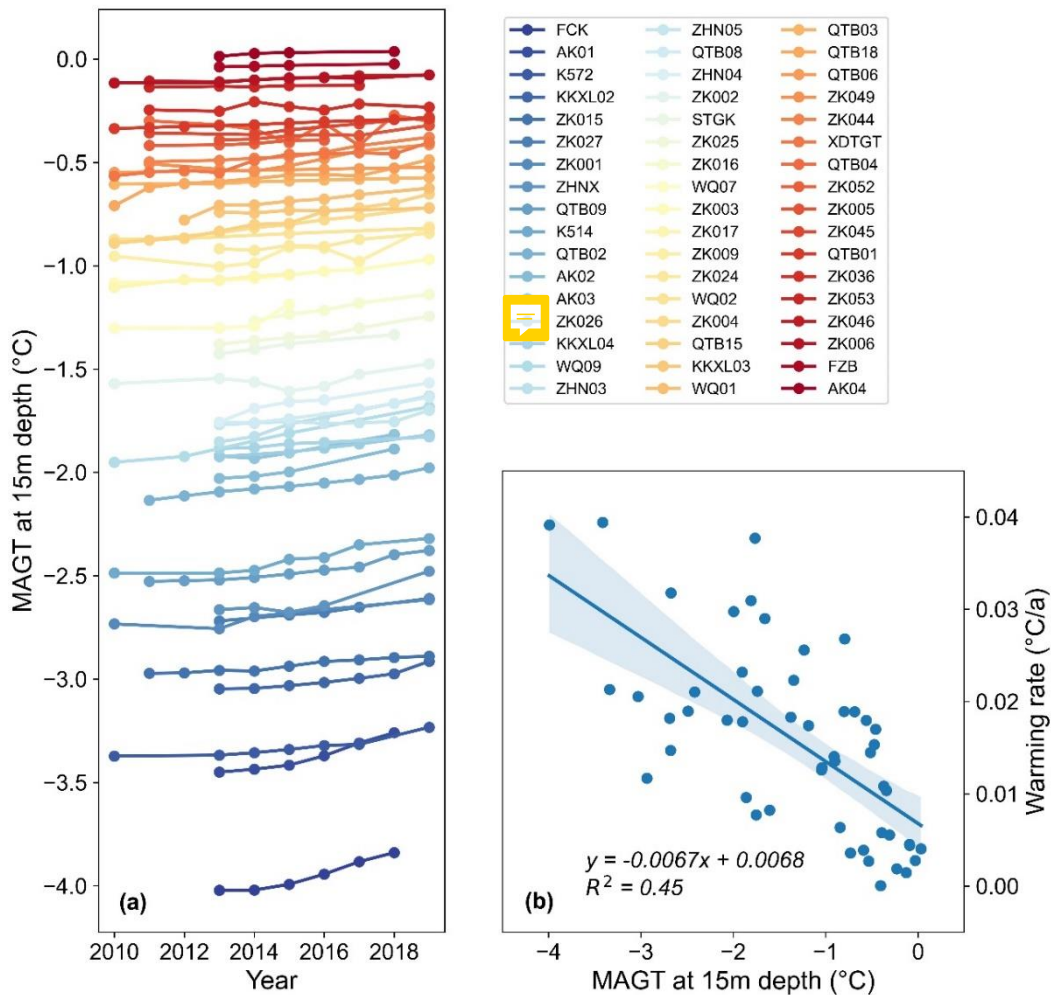 0.0
−0.5
−1.0
−1.5
−2.0
−2.5
−3.0
−3.5
−4.0
MAGT at 15m depth (°C)
(a)
2010 2012 2014 2016 2018
Year
FCK
AK01
K572
KKXL02
ZK015
ZK027
ZK001
ZHNX
QTB09
K514
QTB02
AK02
AK03
ZK026
KKXL04
WQ09
ZHN03
ZHN05
QTB08
ZHN04
ZK002
STGK
ZK025
ZK016
WQ07
ZK003
ZK017
ZK009
ZK024
WQ02
ZK004
QTB15
KKXL03
WQ01
QTB03
QTB18
QTB06
ZK049
ZK044
XDTGT
QTB04
ZK052
ZK005
ZK045
QTB01
ZK036
ZK053
ZK046
ZK006
FZB
AK04
0.04
0.03
0.02
0.01
0.00
Warming rate (°C/a)
y = -0.0067x + 0.0068
R² = 0.45
(b)
−4 −3 −2 −1 0
MAGT at 15m depth (°C)